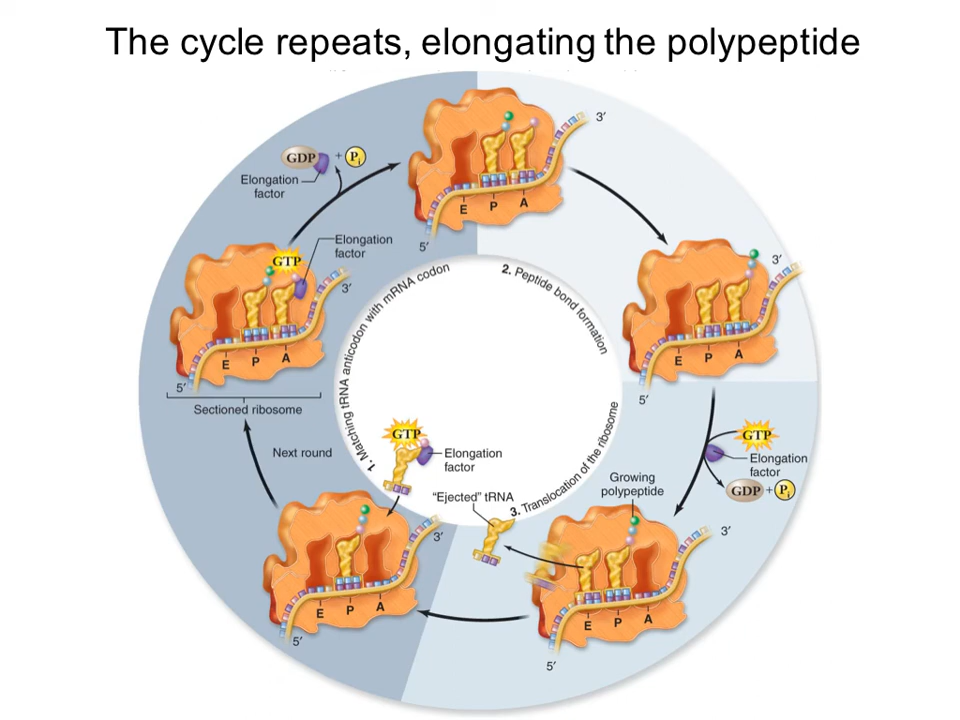 The cycle repeats, elongating the polypeptide
3′
GDP + Pi
Elongation
factor
E P A
5′
Elongation
factor
GTP
3′
E P A
5′
Sectioned ribosome
1. Matching tRNA anticodon with mRNA codon
2. Peptide bond formation
3′
E P A
5′
GTP
Elongation
factor
GDP + Pi
3. Translocation of the ribosome
Next round
GTP
Elongation
factor
"Ejected" tRNA
Growing
polypeptide
3′
E P A
5′
3′
E P A
5′